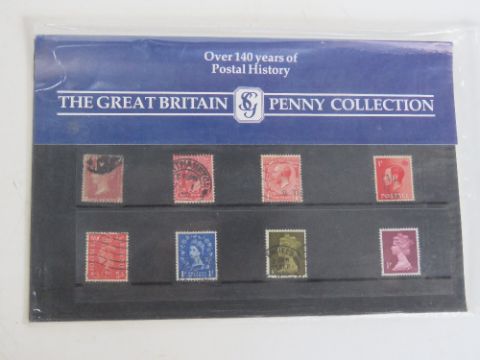 Over 140 years of
Postal History
THE GREAT BRITAIN SG PENNY COLLECTION